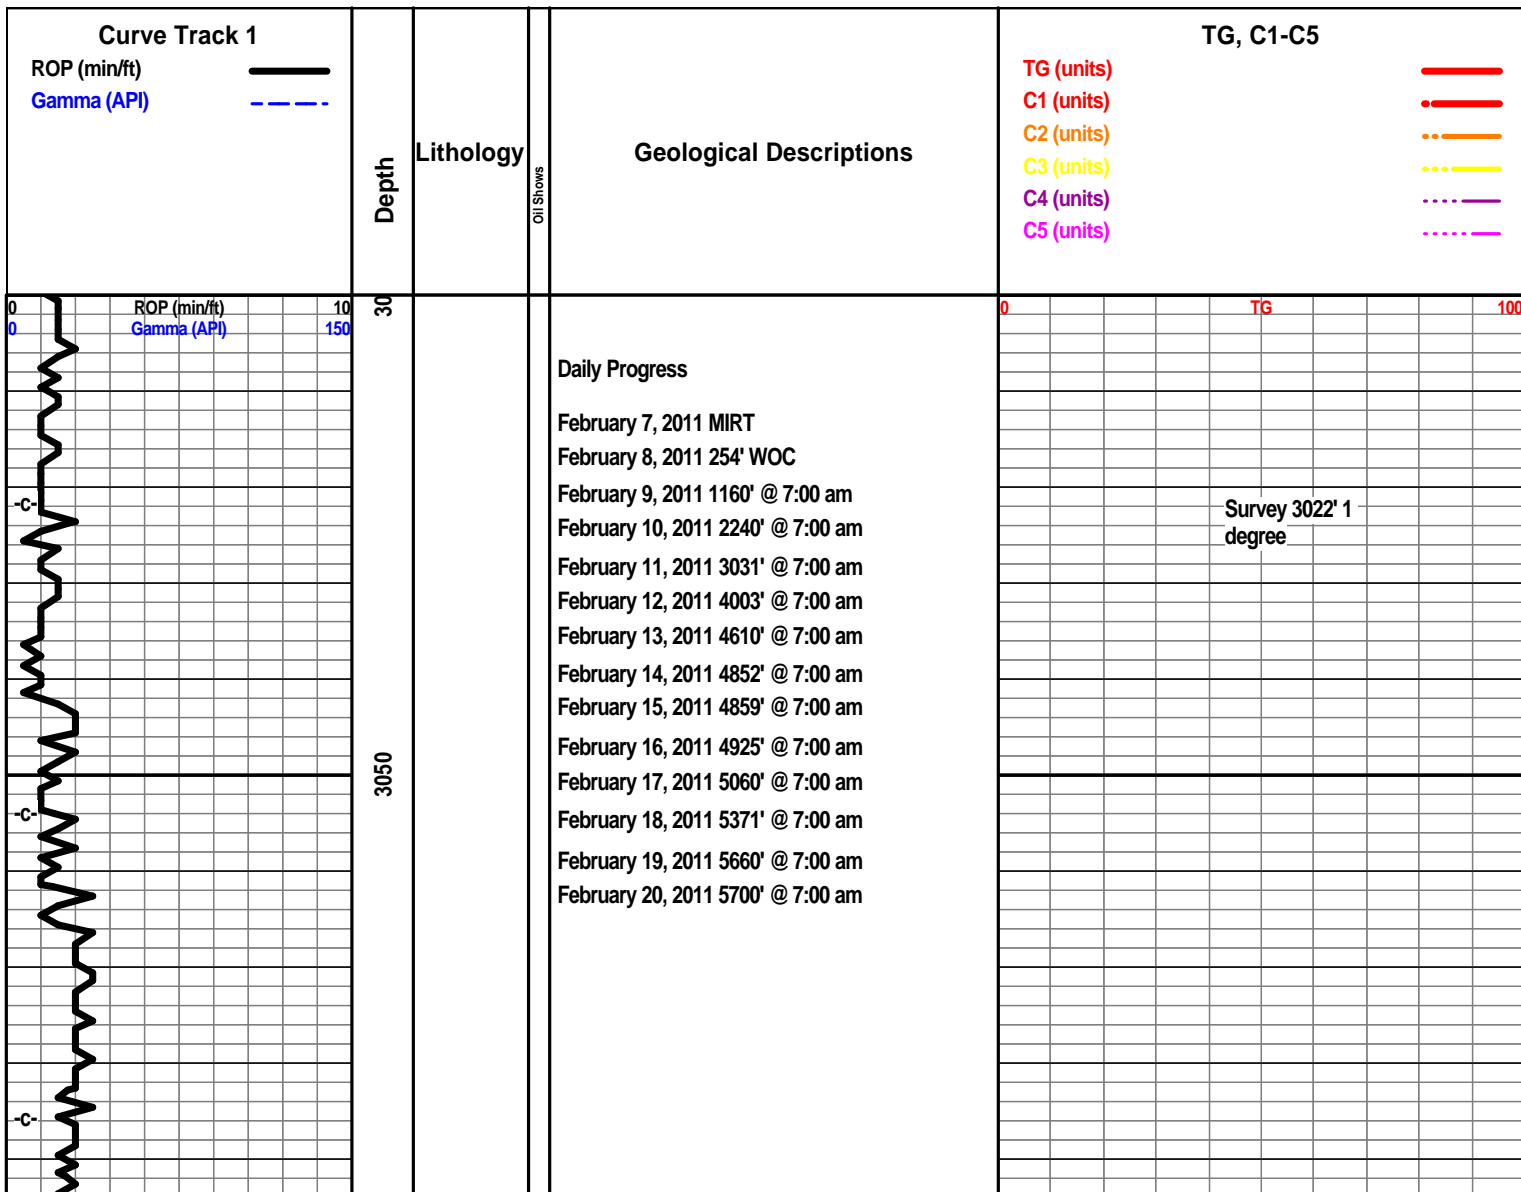 Curve Track 1
ROP (min/ft)
Gamma (API)
Depth
Lithology
Oil Shows
Geological Descriptions
TG, C1-C5
TG (units)
C1 (units)
C2 (units)
C3 (units)
C4 (units)
C5 (units)
0 ROP (min/ft) 10
0 Gamma (API) 150
30
0 TG 100
Daily Progress
February 7, 2011 MIRT
February 8, 2011 254' WOC
February 9, 2011 1160' @ 7:00 am
February 10, 2011 2240' @ 7:00 am
February 11, 2011 3031' @ 7:00 am
February 12, 2011 4003' @ 7:00 am
February 13, 2011 4610' @ 7:00 am
February 14, 2011 4852' @ 7:00 am
February 15, 2011 4859' @ 7:00 am
February 16, 2011 4925' @ 7:00 am
February 17, 2011 5060' @ 7:00 am
February 18, 2011 5371' @ 7:00 am
February 19, 2011 5660' @ 7:00 am
February 20, 2011 5700' @ 7:00 am
Survey 3022' 1
degree
-c-
3050
-c-
-c-